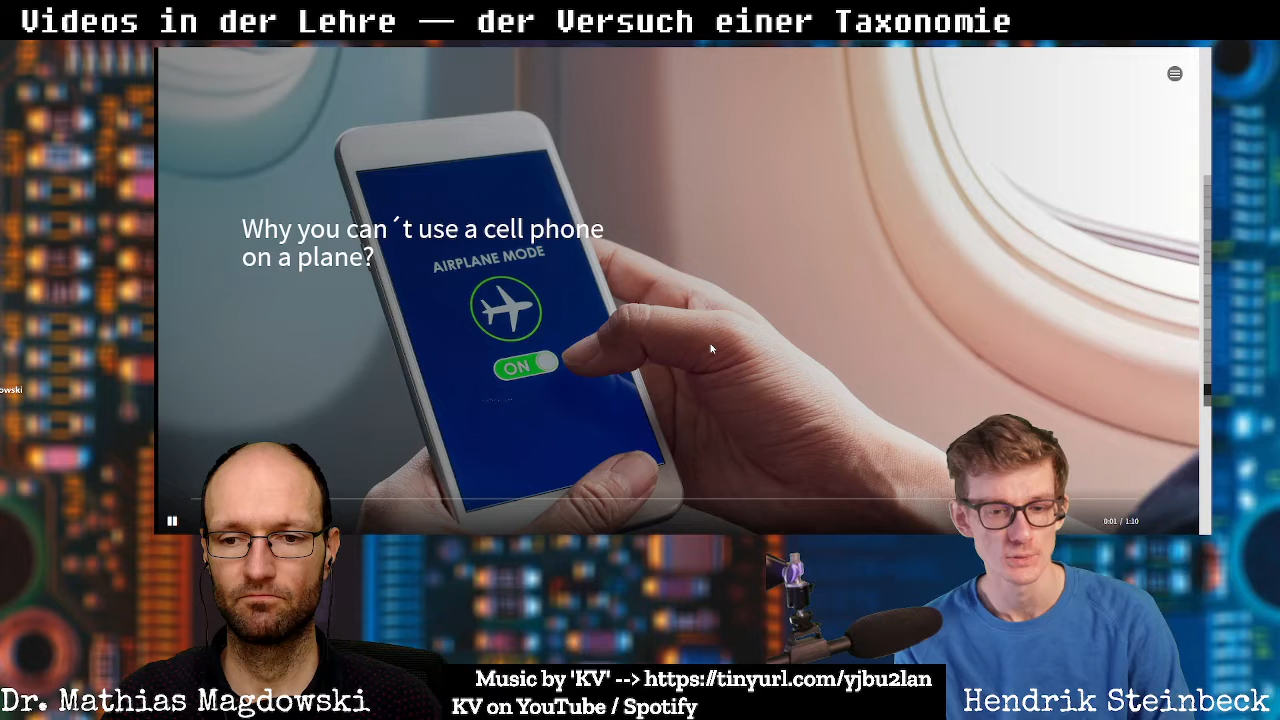 Videos in der Lehre — der Versuch einer Taxonomie
Why you can´t use a cell phone
on a plane?
AIRPLANE MODE
ON
owski
0:01 / 1:10
Music by 'KV' --> https://tinyurl.com/yjbu2lan
KV on YouTube / Spotify
Dr. Mathias Magdowski
Hendrik Steinbeck